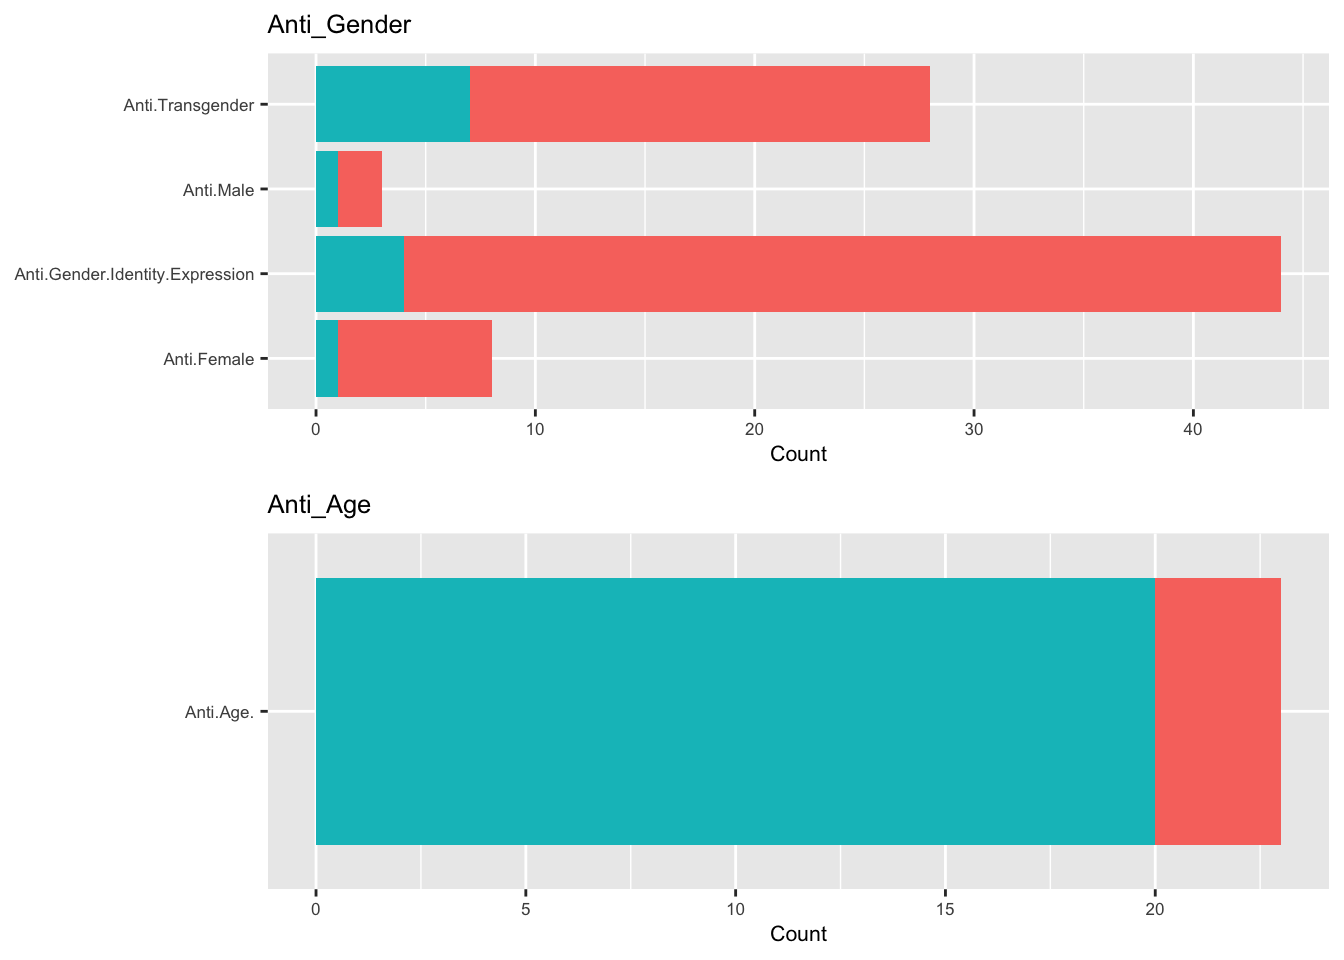 Anti_Gender
Anti.Transgender
Anti.Male
Anti.Gender.Identity.Expression
Anti.Female
0 10 20 30 40
Count
Anti_Age
Anti.Age.
0 5 10 15 20
Count